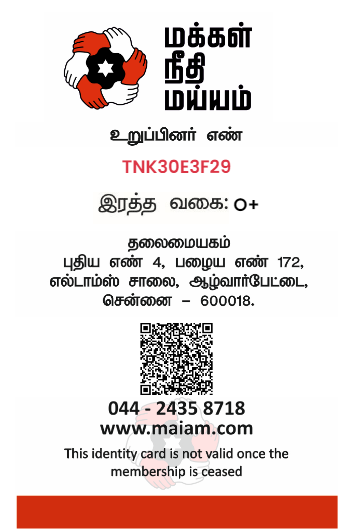 மக்கள்
நீதி
மய்யம்
உறுப்பினர் எண்
TNK30E3F29
இரத்த வகை: O+
தலைமையகம்
புதிய எண் 4, பழைய எண் 172,
எல்டாம்ஸ் சாலை, ஆழ்வார்பேட்டை,
சென்னை – 600018.
044 - 2435 8718
www.maiam.com
This identity card is not valid once the
membership is ceased